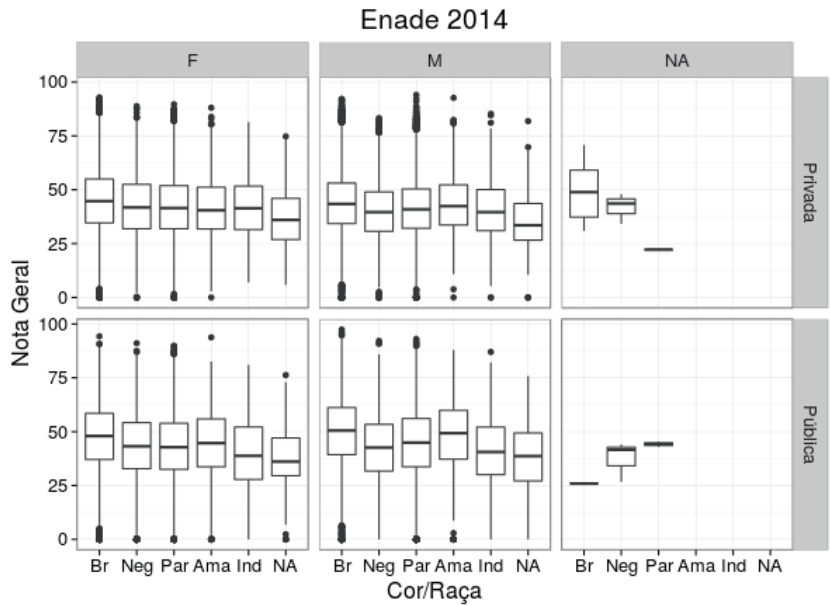 Enade 2014
F M NA
100
75
50
25
0
Privada
100
75
50
25
0
Pública
Nota Geral
Br Neg Par Ama Ind NA Br Neg Par Ama Ind NA Br Neg Par Ama Ind NA
Cor/Raça